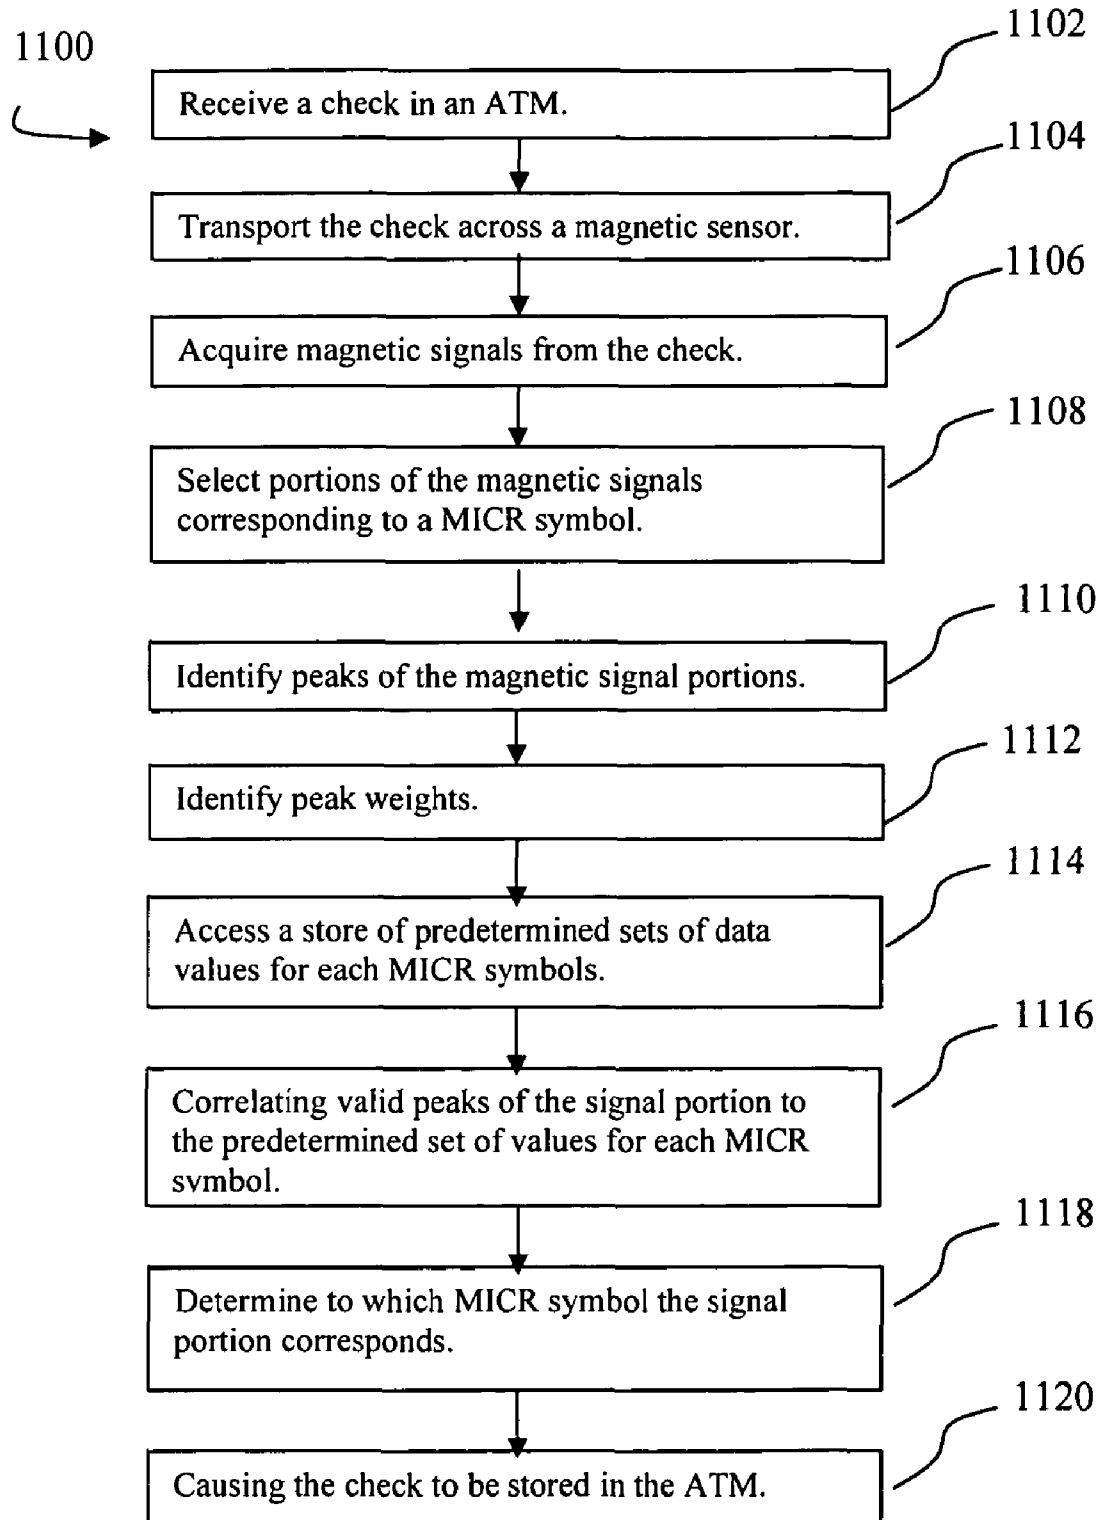 1100
1102
Receive a check in an ATM.
1104
Transport the check across a magnetic sensor.
1106
Acquire magnetic signals from the check.
1108
Select portions of the magnetic signals
corresponding to a MICR symbol.
1110
Identify peaks of the magnetic signal portions.
1112
Identify peak weights.
1114
Access a store of predetermined sets of data
values for each MICR symbols.
1116
Correlating valid peaks of the signal portion to
the predetermined set of values for each MICR
symbol.
1118
Determine to which MICR symbol the signal
portion corresponds.
1120
Causing the check to be stored in the ATM.